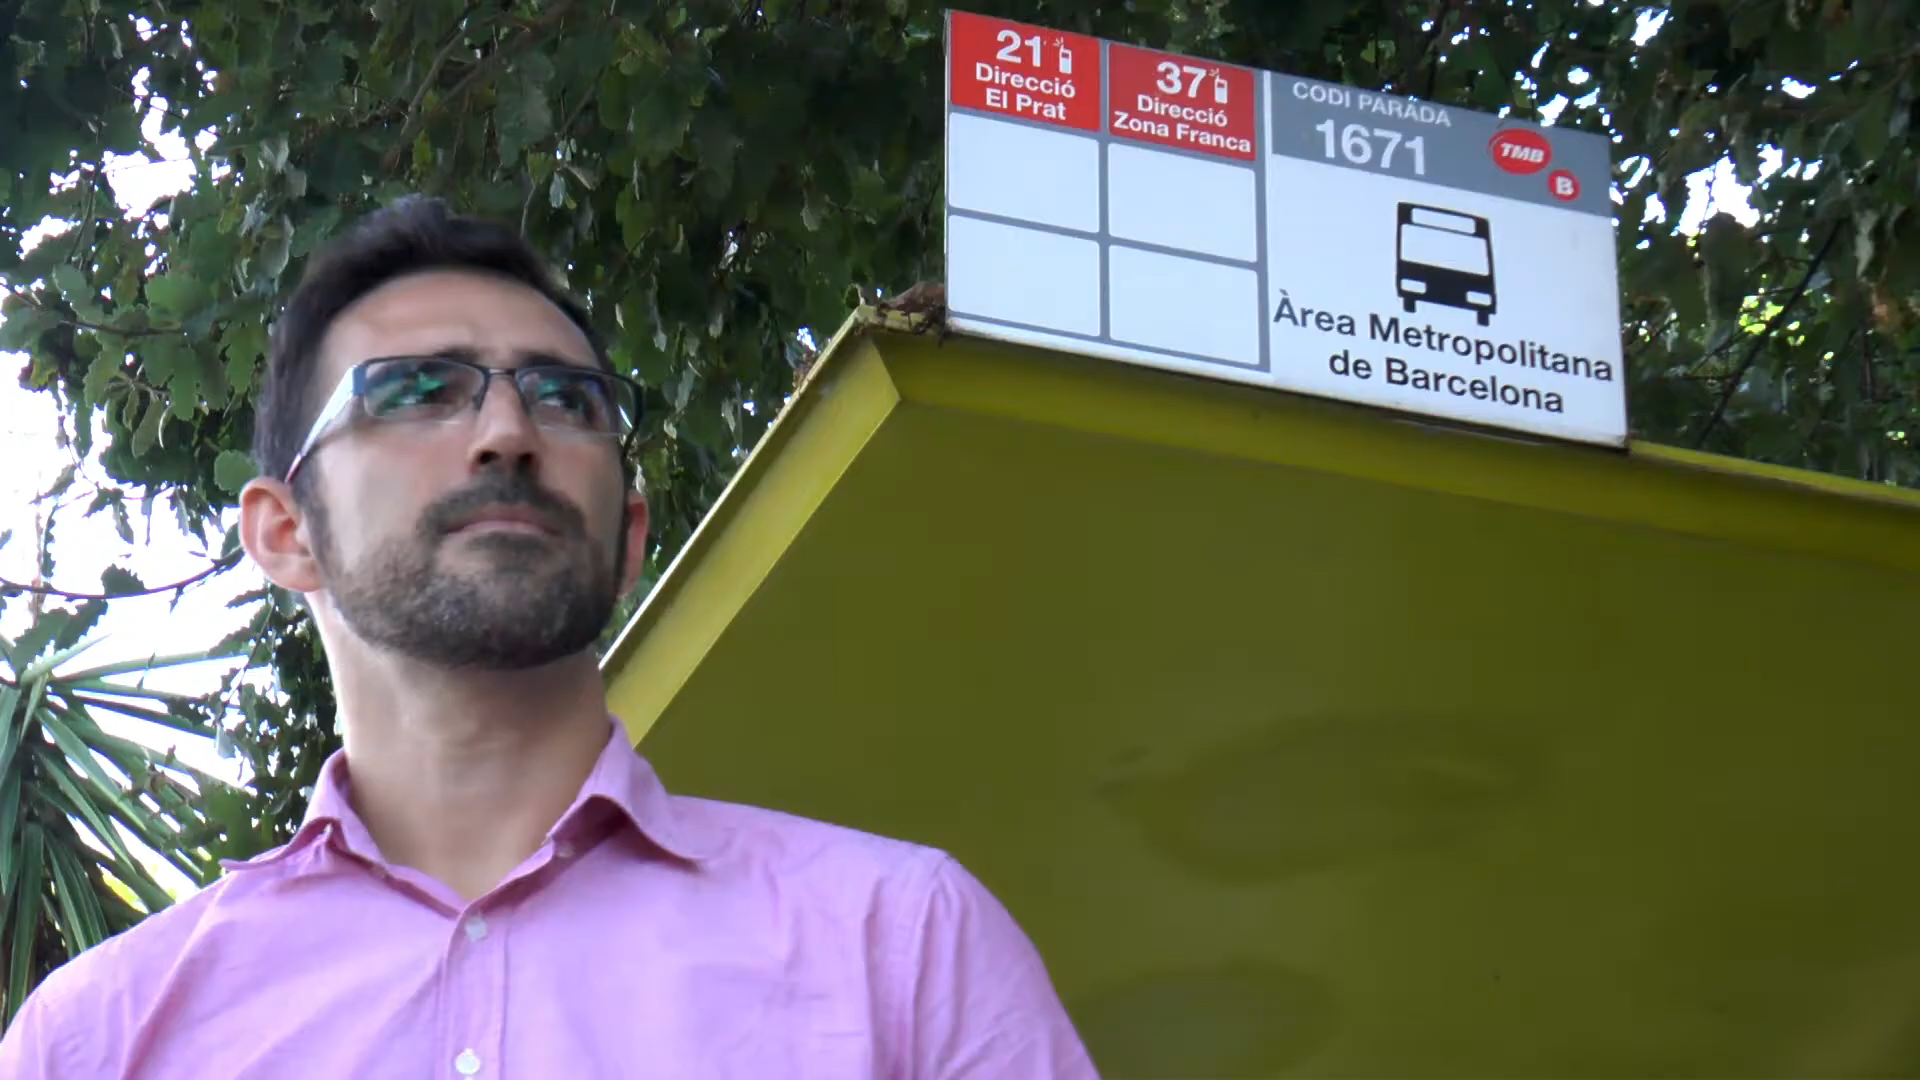 21
Direcció
El Prat
37
Direcció
Zona Franca
CODI PARADA
1671
TMB
B
Àrea Metropolitana
de Barcelona